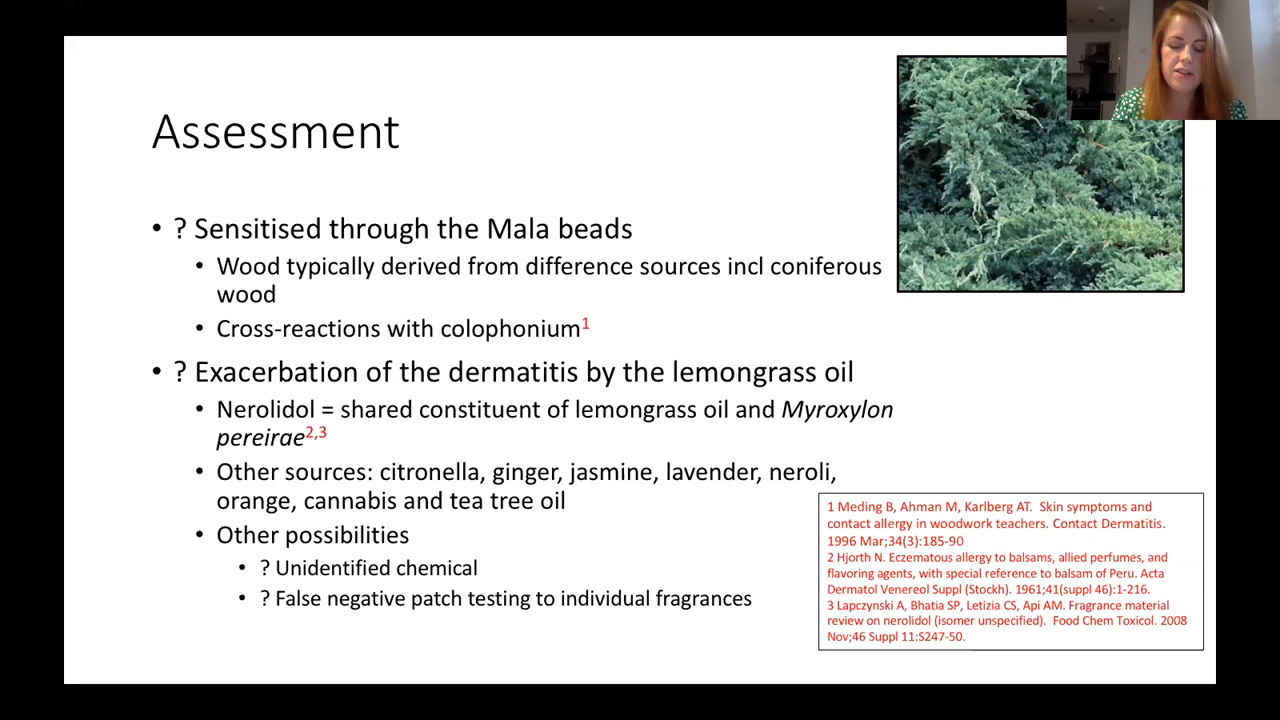 Assessment
• ? Sensitised through the Mala beads
• Wood typically derived from difference sources incl coniferous
wood
• Cross-reactions with colophonium1
• ? Exacerbation of the dermatitis by the lemongrass oil
• Nerolidol = shared constituent of lemongrass oil and Myroxylon
pereirae2,3
• Other sources: citronella, ginger, jasmine, lavender, neroli,
orange, cannabis and tea tree oil
• Other possibilities
• ? Unidentified chemical
• ? False negative patch testing to individual fragrances
1 Meding B, Ahman M, Karlberg AT. Skin symptoms and
contact allergy in woodwork teachers. Contact Dermatitis.
1996 Mar;34(3):185-90
2 Hjorth N. Eczematous allergy to balsams, allied perfumes, and
flavoring agents, with special reference to balsam of Peru. Acta
Dermatol Venereol Suppl (Stockh). 1961;41(suppl 46):1-216.
3 Lapczynski A, Bhatia SP, Letizia CS, Api AM. Fragrance material
review on nerolidol (isomer unspecified). Food Chem Toxicol. 2008
Nov;46 Suppl 11:S247-50.